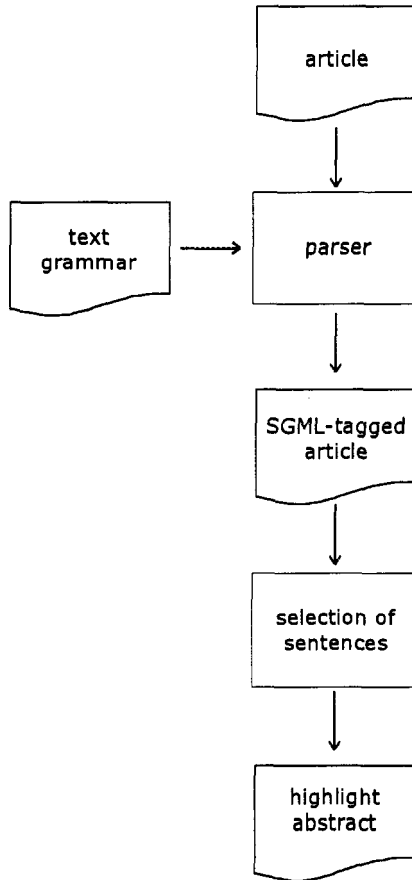 article
text
grammar
parser
SGML-tagged
article
selection of
sentences
highlight
abstract